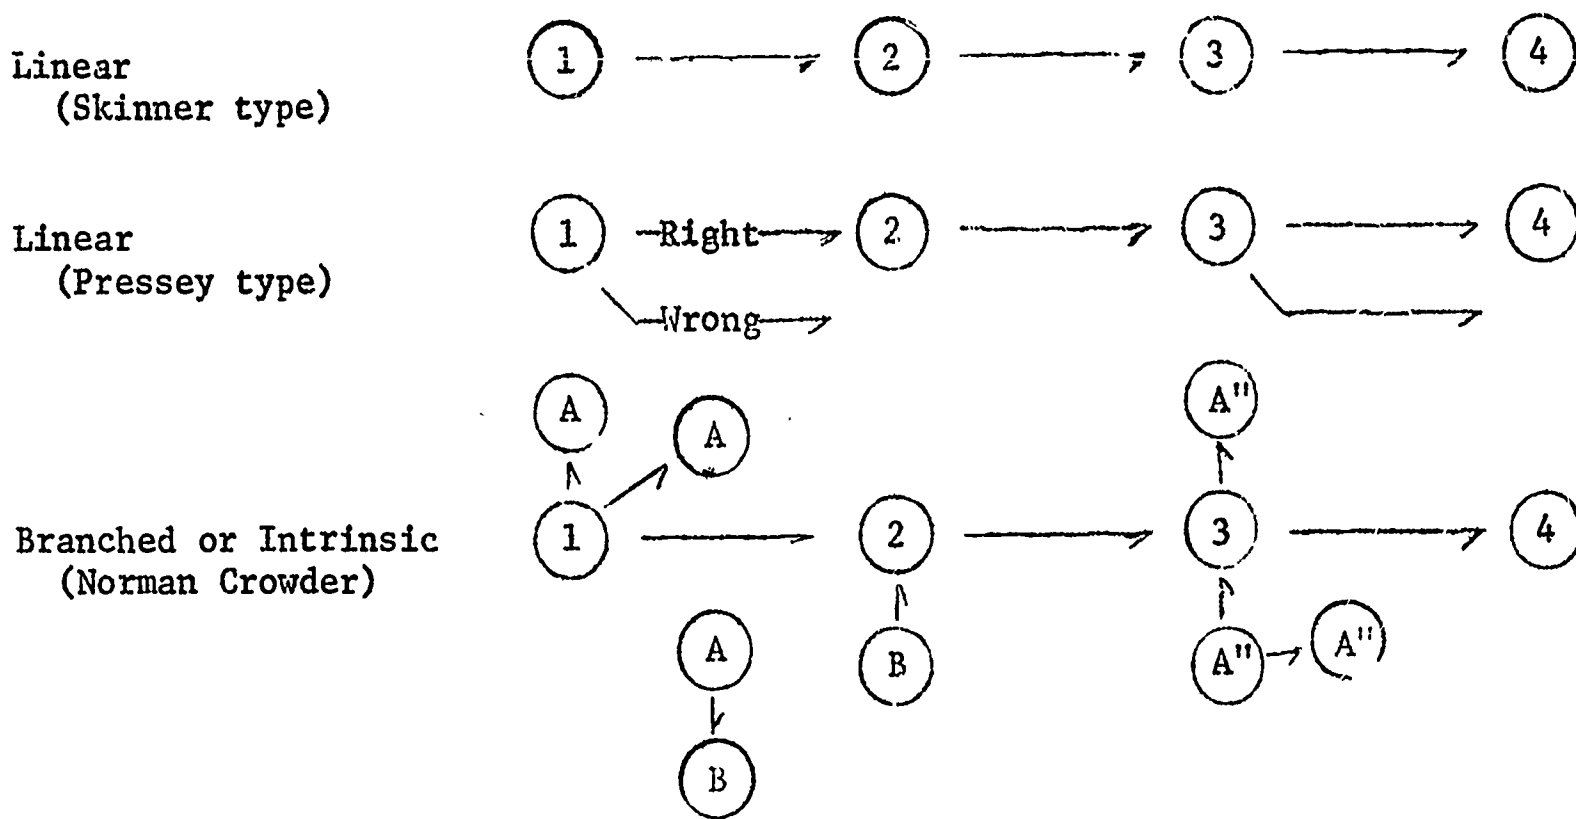 Linear
(Skinner type)
1 2 3 4
Linear
(Pressey type)
1 Right 2 3 4
Wrong
A A A"
Branched or Intrinsic
(Norman Crowder)
1 2 3 4
A B A" A"
B